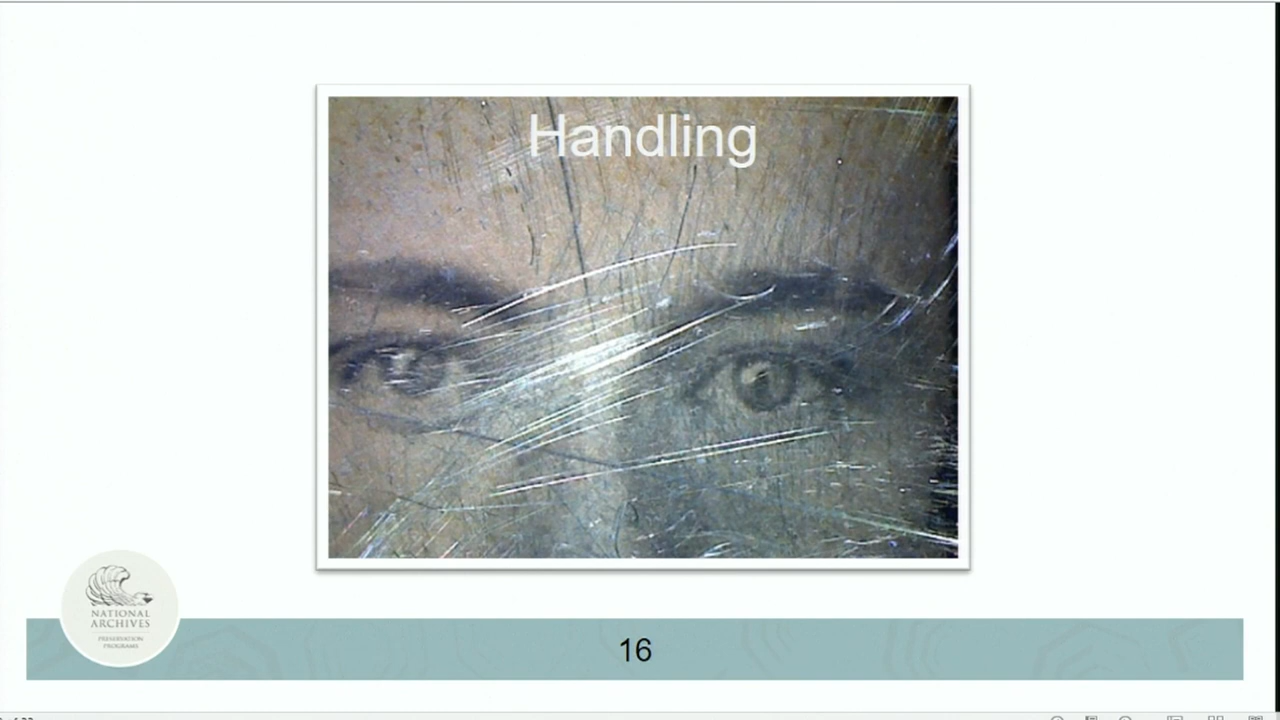 Handling
NATIONAL
ARCHIVES
PRESERVATION
PROGRAMS
16